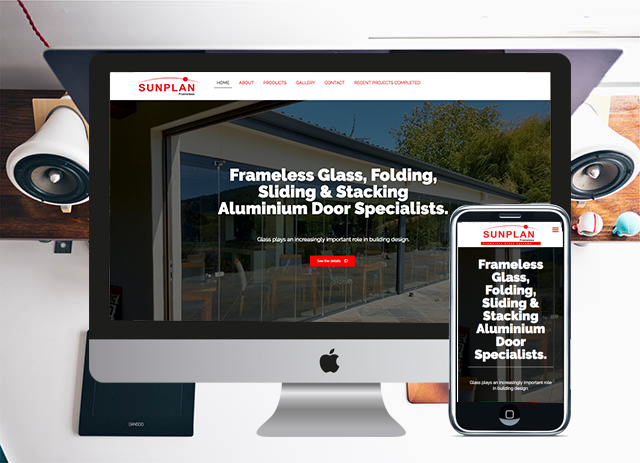 SUNPLAN
Frameless
HOME ABOUT PRODUCTS GALLERY CONTACT RECENT PROJECTS COMPLETED
Frameless Glass, Folding,
Sliding & Stacking
Aluminium Door Specialists.
Glass plays an increasingly important role in building design.
See the details
SUNPLAN
Frameless
Frameless
Glass,
Folding,
Sliding &
Stacking
Aluminium
Door
Specialists.
Glass plays an increasingly important role
in building design.